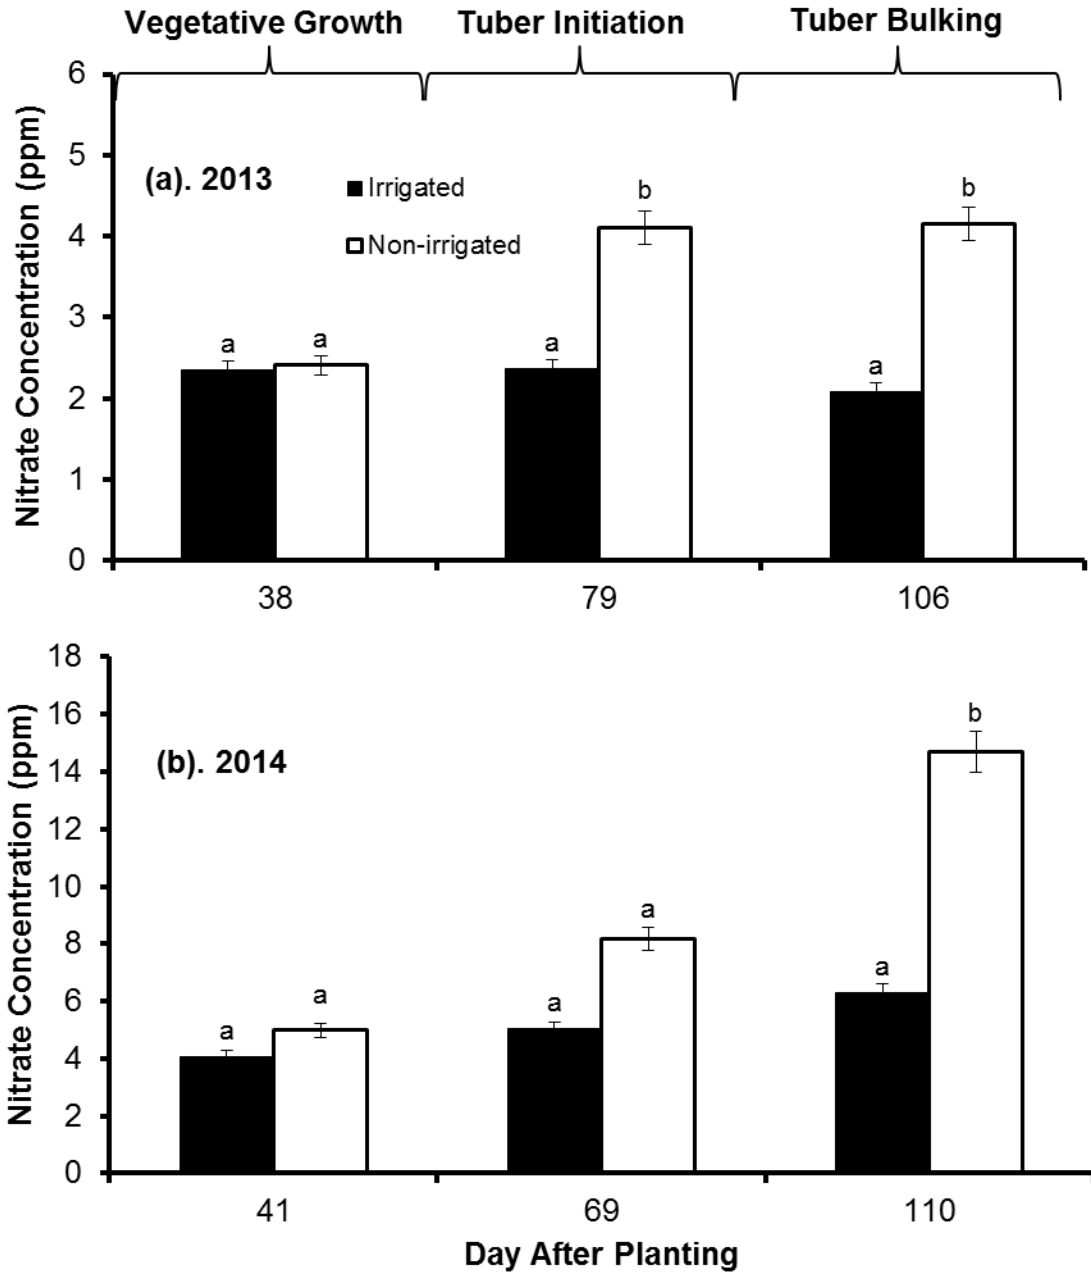 Vegetative Growth Tuber Initiation Tuber Bulking
Nitrate Concentration (ppm)
6
5
4
3
2
1
0
(a). 2013
Irrigated
Non-irrigated
a a a b a b
38 79 106
Nitrate Concentration (ppm)
18
16
14
12
10
8
6
4
2
0
(b). 2014
a a a a a b
41 69 110
Day After Planting